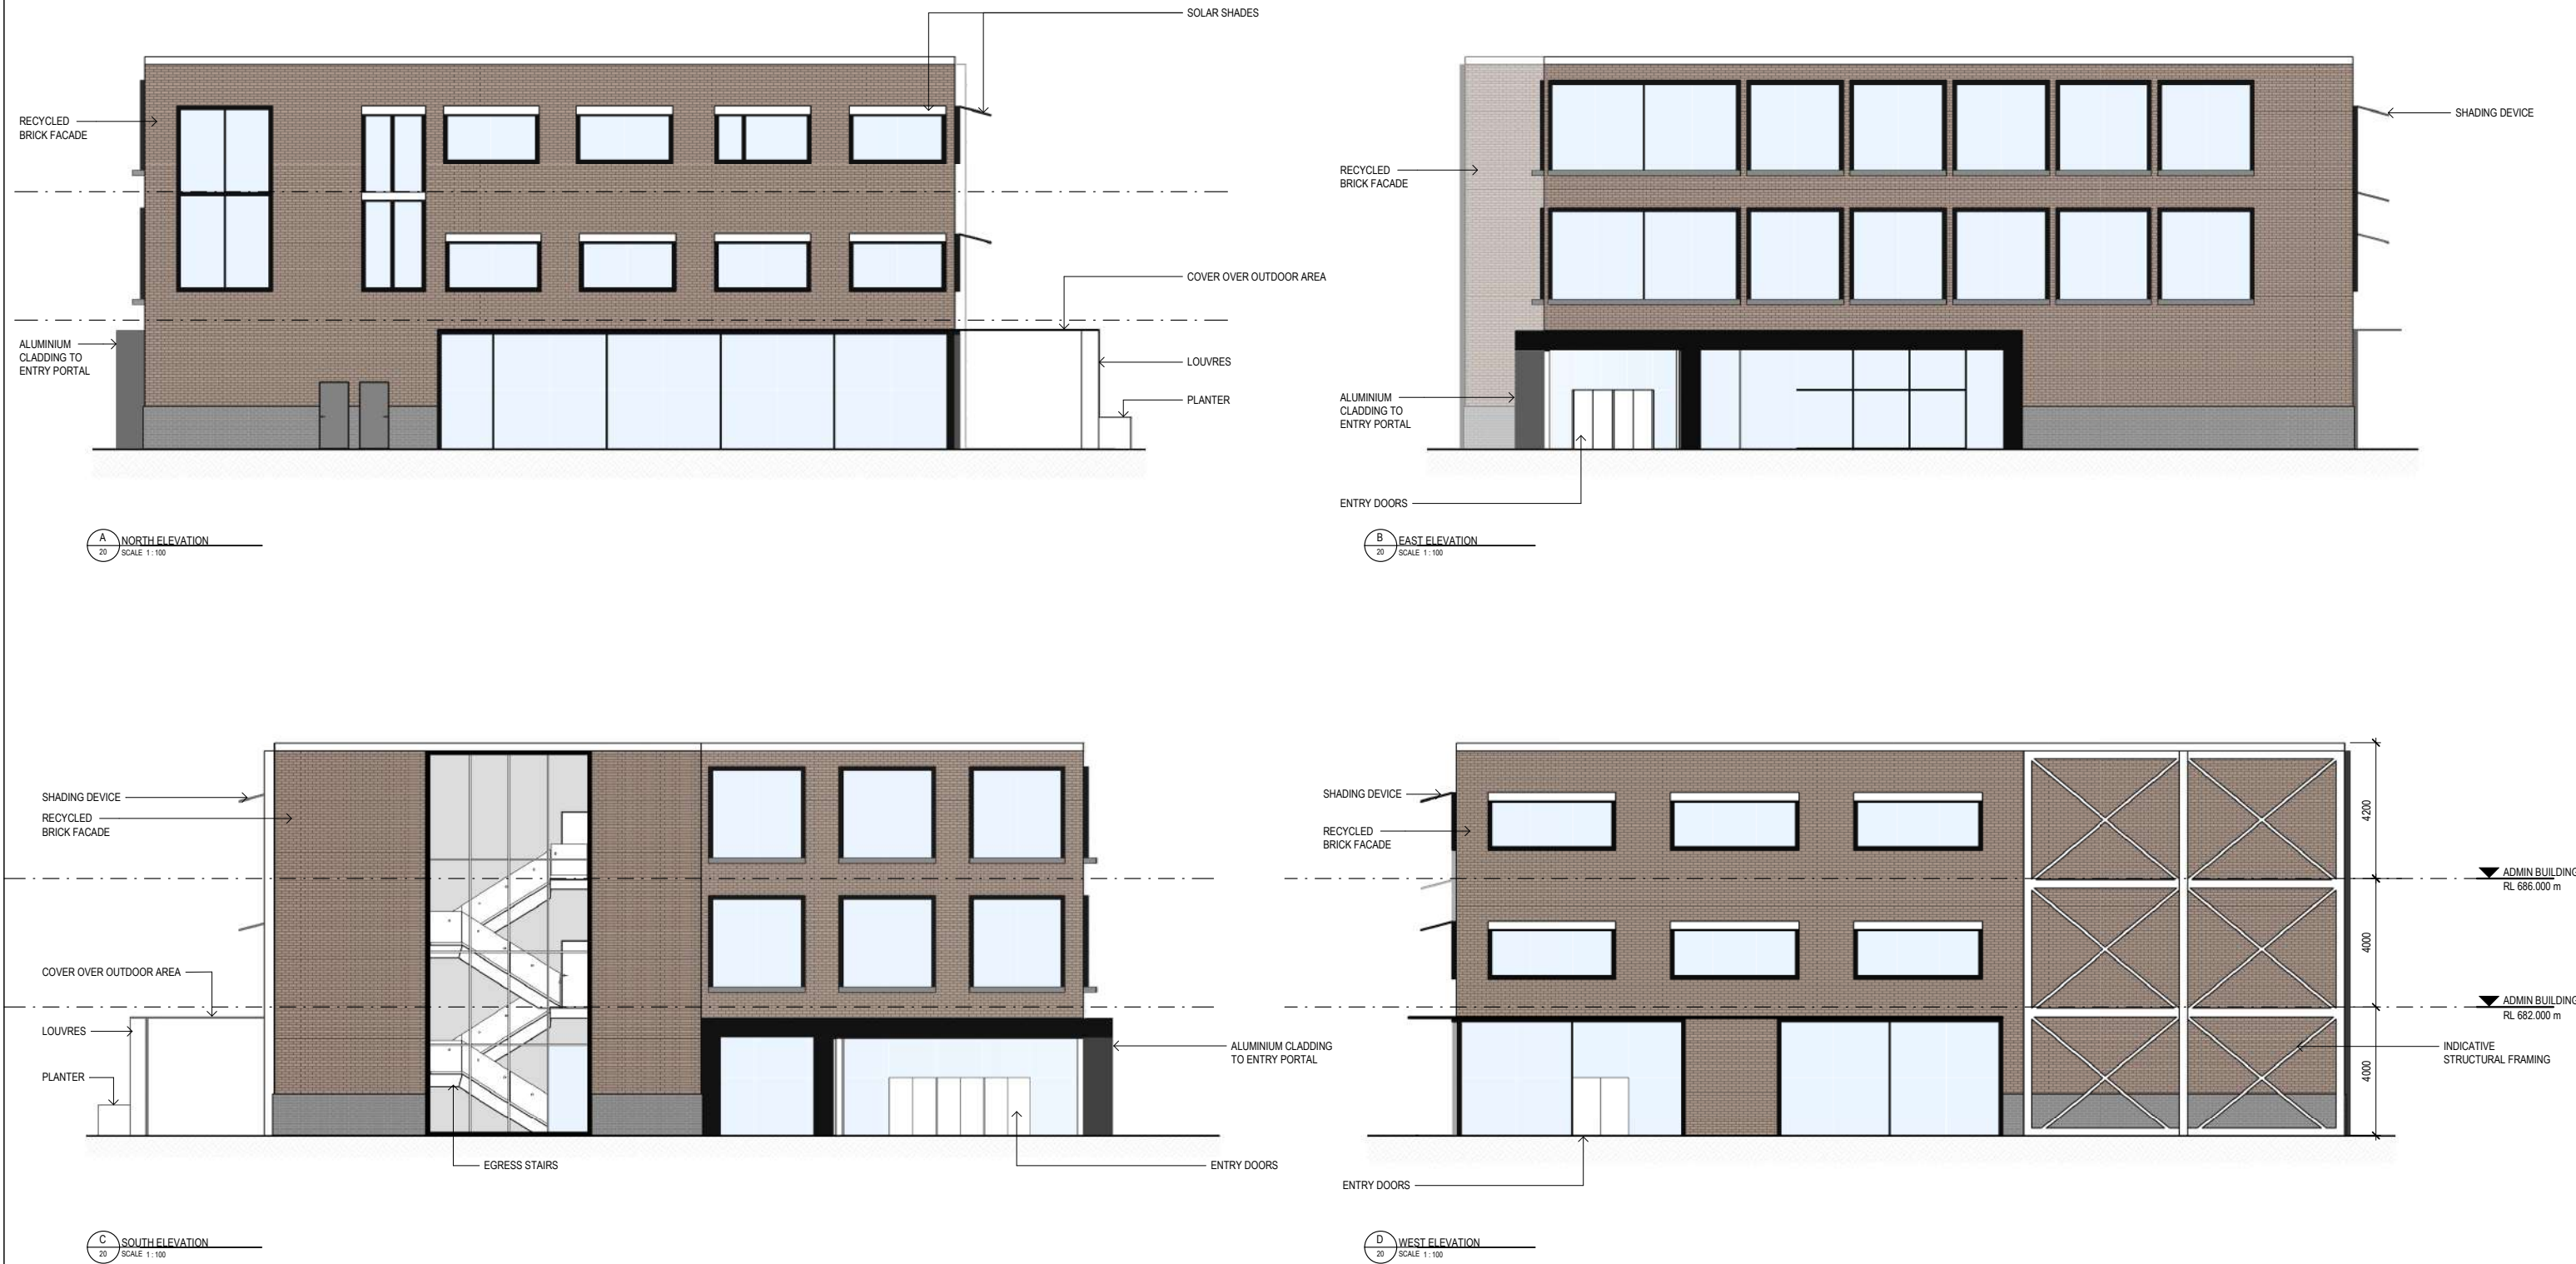 SOLAR SHADES
RECYCLED
BRICK FACADE
COVER OVER OUTDOOR AREA
ALUMINIUM
CLADDING TO
ENTRY PORTAL
LOUVRES
PLANTER
A
20
NORTH ELEVATION
SCALE 1 : 100
SHADING DEVICE
RECYCLED
BRICK FACADE
ALUMINIUM
CLADDING TO
ENTRY PORTAL
ENTRY DOORS
B
20
EAST ELEVATION
SCALE 1 : 100
SHADING DEVICE
RECYCLED
BRICK FACADE
COVER OVER OUTDOOR AREA
LOUVRES
PLANTER
ALUMINIUM CLADDING
TO ENTRY PORTAL
EGRESS STAIRS
ENTRY DOORS
C
20
SOUTH ELEVATION
SCALE 1 : 100
SHADING DEVICE
RECYCLED
BRICK FACADE
4200
ADMIN BUILDING
RL 686.000 m
4000
ADMIN BUILDING
RL 682.000 m
INDICATIVE
STRUCTURAL FRAMING
4000
ENTRY DOORS
D
20
WEST ELEVATION
SCALE 1 : 100